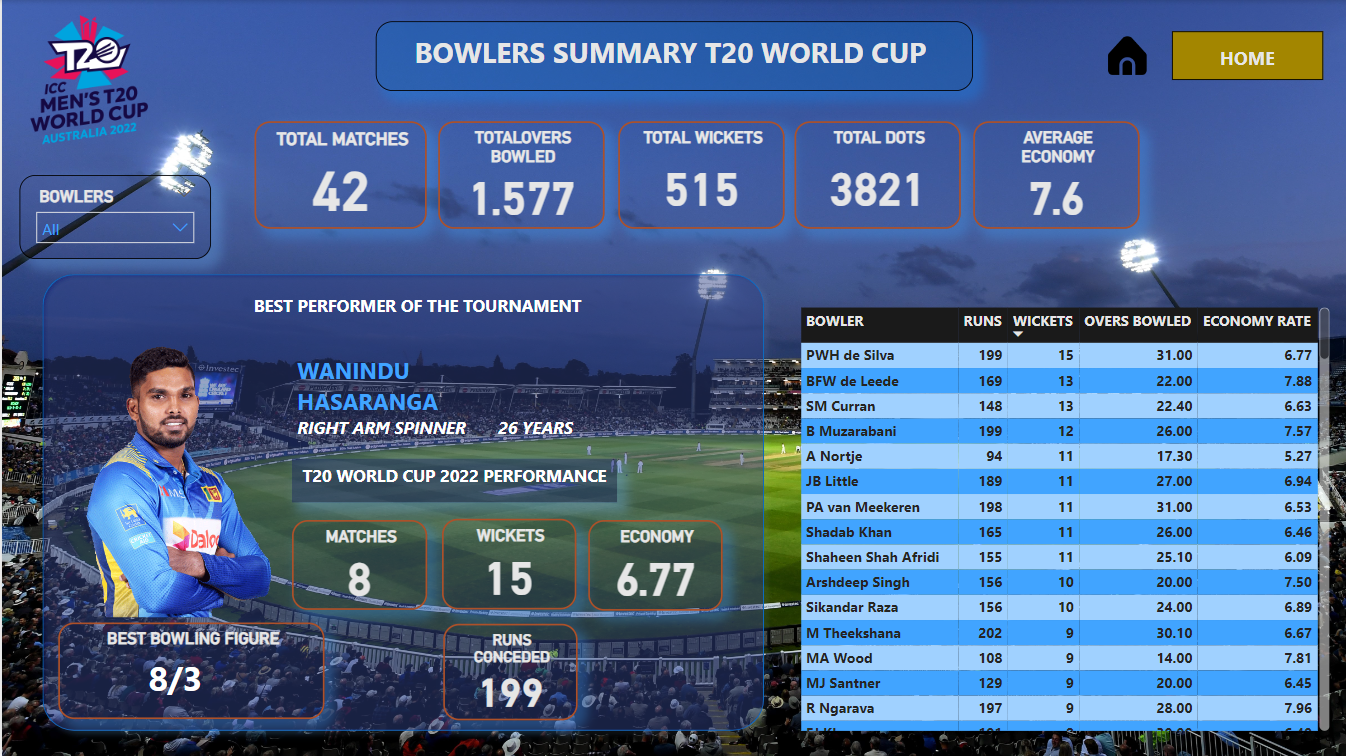 BOWLERS SUMMARY T20 WORLD CUP
HOME
T20
ICC
MEN'S T20
WORLD CUP
AUSTRALIA 2022
BOWLERS
All
TOTAL MATCHES
42
TOTALOVERS
BOWLED
1.577
TOTAL WICKETS
515
TOTAL DOTS
3821
AVERAGE
ECONOMY
7.6
BEST PERFORMER OF THE TOURNAMENT
Investec
WANINDU
HASARANGA
RIGHT ARM SPINNER 26 YEARS
T20 WORLD CUP 2022 PERFORMANCE
MATCHES
8
WICKETS
15
ECONOMY
6.77
BEST BOWLING FIGURE
8/3
RUNS
CONCEDED
199
BOWLER RUNS WICKETS OVERS BOWLED ECONOMY RATE
PWH de Silva 199 15 31.00 6.77
BFW de Leede 169 13 22.00 7.88
SM Curran 148 13 22.40 6.63
B Muzarabani 199 12 26.00 7.57
A Nortje 94 11 17.30 5.27
JB Little 189 11 27.00 6.94
PA van Meekeren 198 11 31.00 6.53
Shadab Khan 165 11 26.00 6.46
Shaheen Shah Afridi 155 11 25.10 6.09
Arshdeep Singh 156 10 20.00 7.50
Sikandar Raza 156 10 24.00 6.89
M Theekshana 202 9 30.10 6.67
MA Wood 108 9 14.00 7.81
MJ Santner 129 9 20.00 6.45
R Ngarava 197 9 28.00 7.96